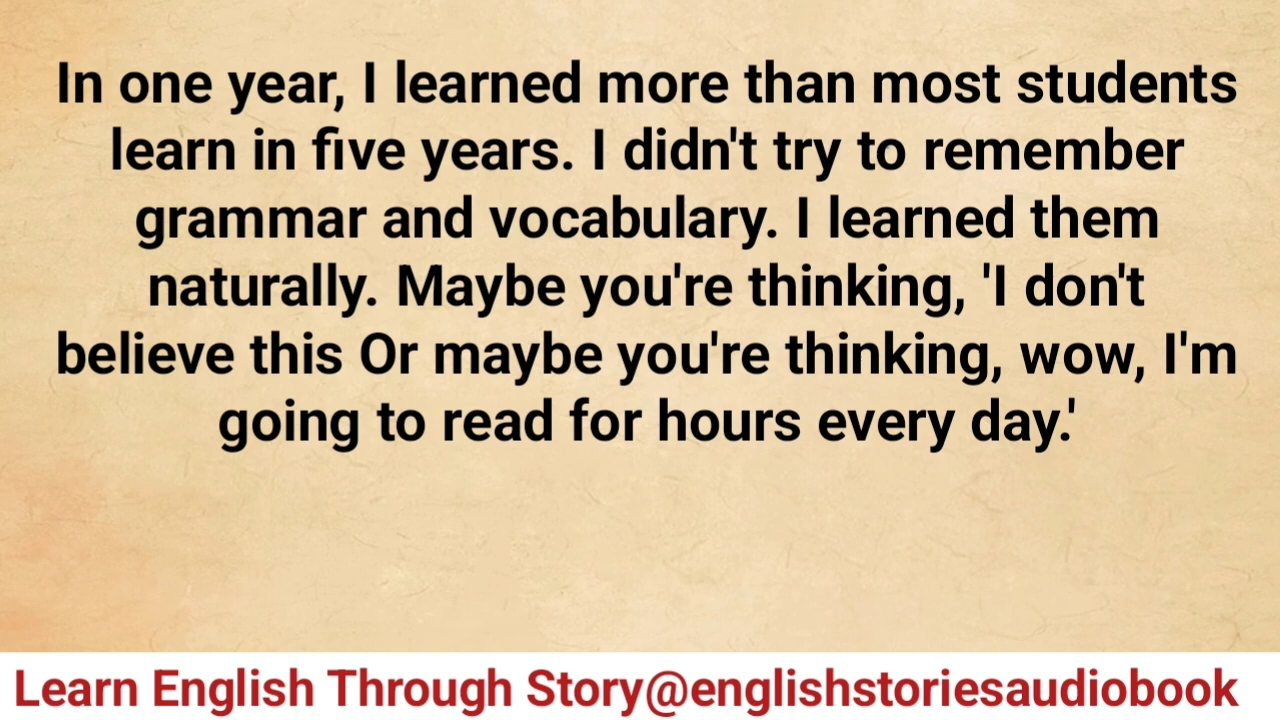 In one year, I learned more than most students
learn in five years. I didn't try to remember
grammar and vocabulary. I learned them
naturally. Maybe you're thinking, 'I don't
believe this Or maybe you're thinking, wow, I'm
going to read for hours every day.'
Learn English Through Story@englishstoriesaudiobook